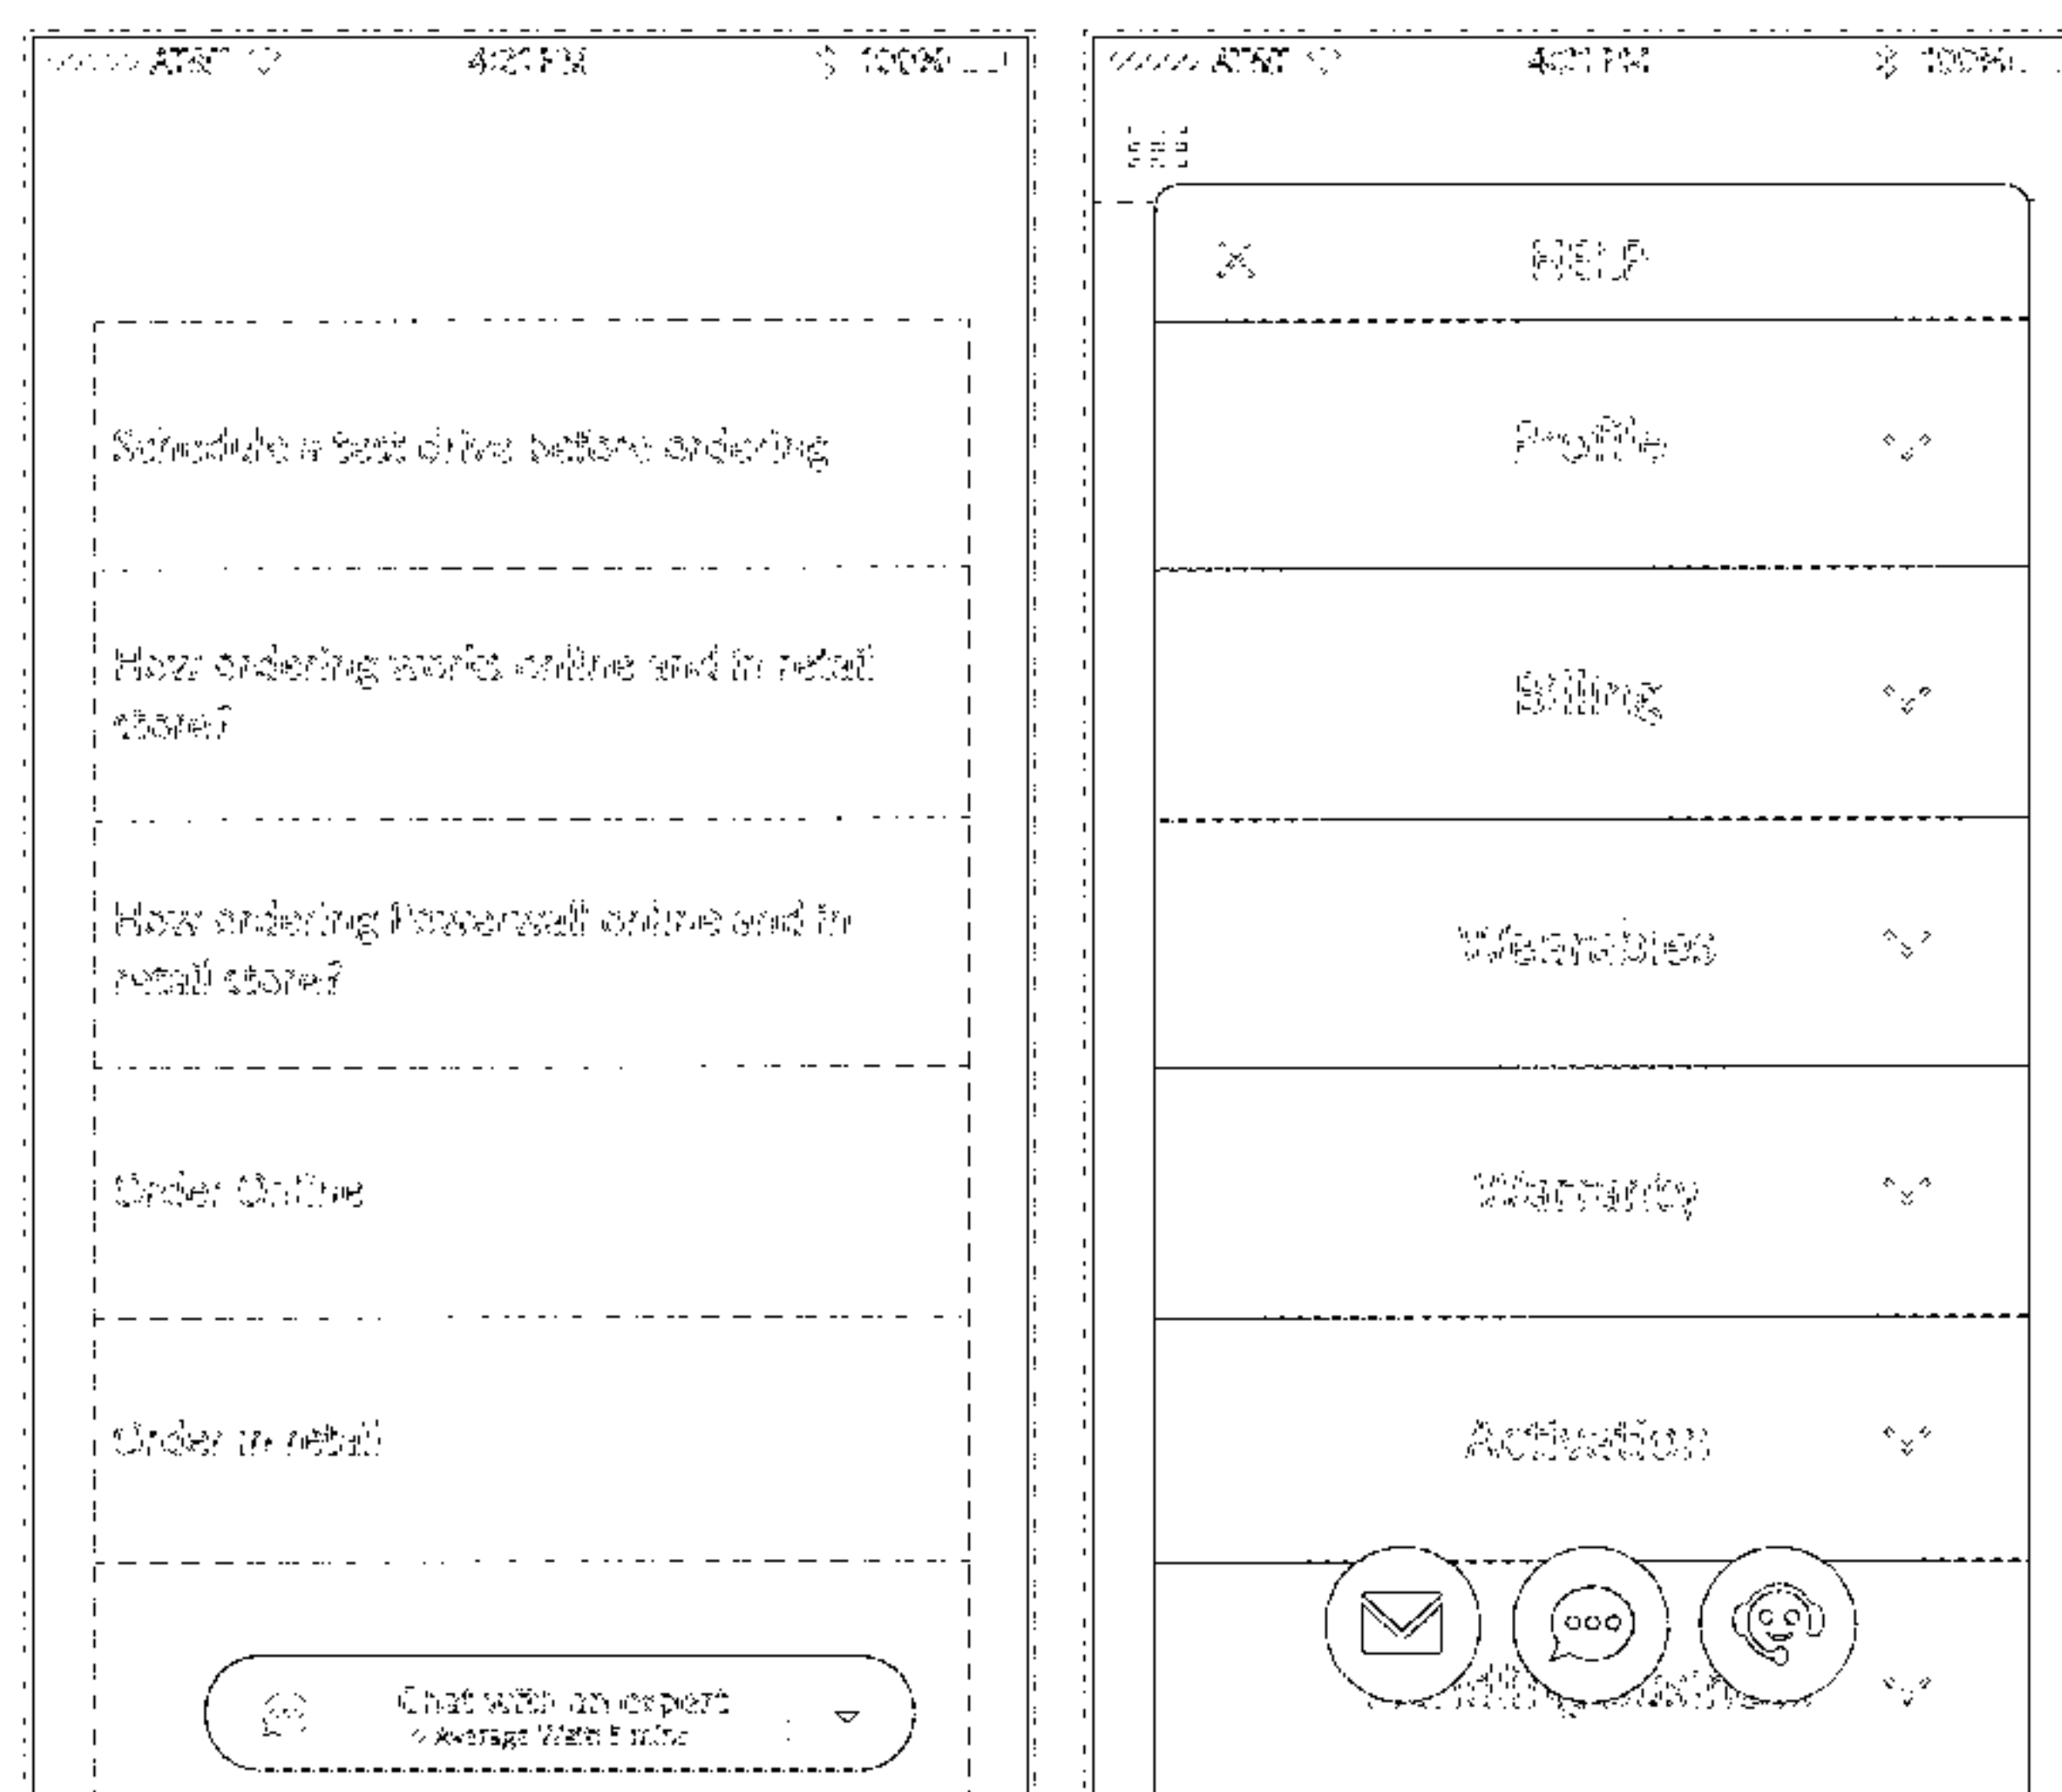 AT&T 4:21 PM 100%
Schedule a test drive before ordering
How ordering works online and in retail
store?
How ordering Powerwall online and in
retail store?
Order Online
Order in retail
Chat with an expert
Average Wait: 5 mins
AT&T 4:21 PM 100%
HELP
Profile
Billing
Wearables
Warranty
Activation